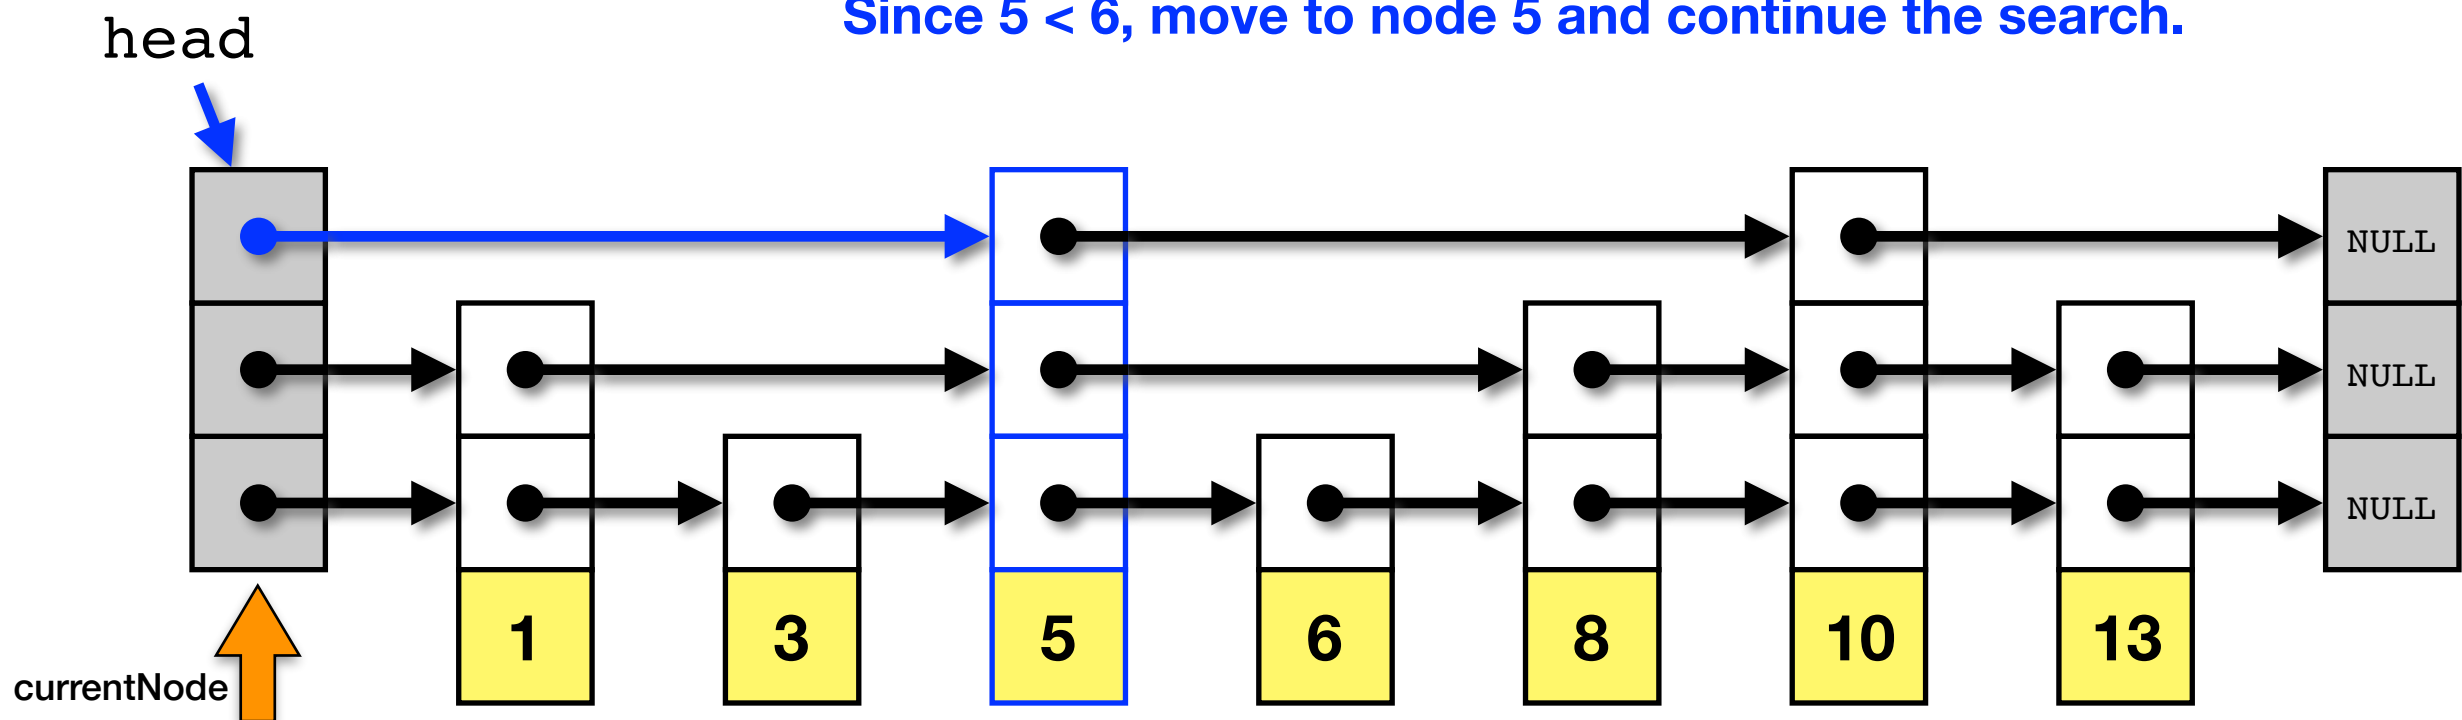 Since 5 < 6, move to node 5 and continue the search.
head
NULL
NULL
NULL
1 3 5 6 8 10 13
currentNode